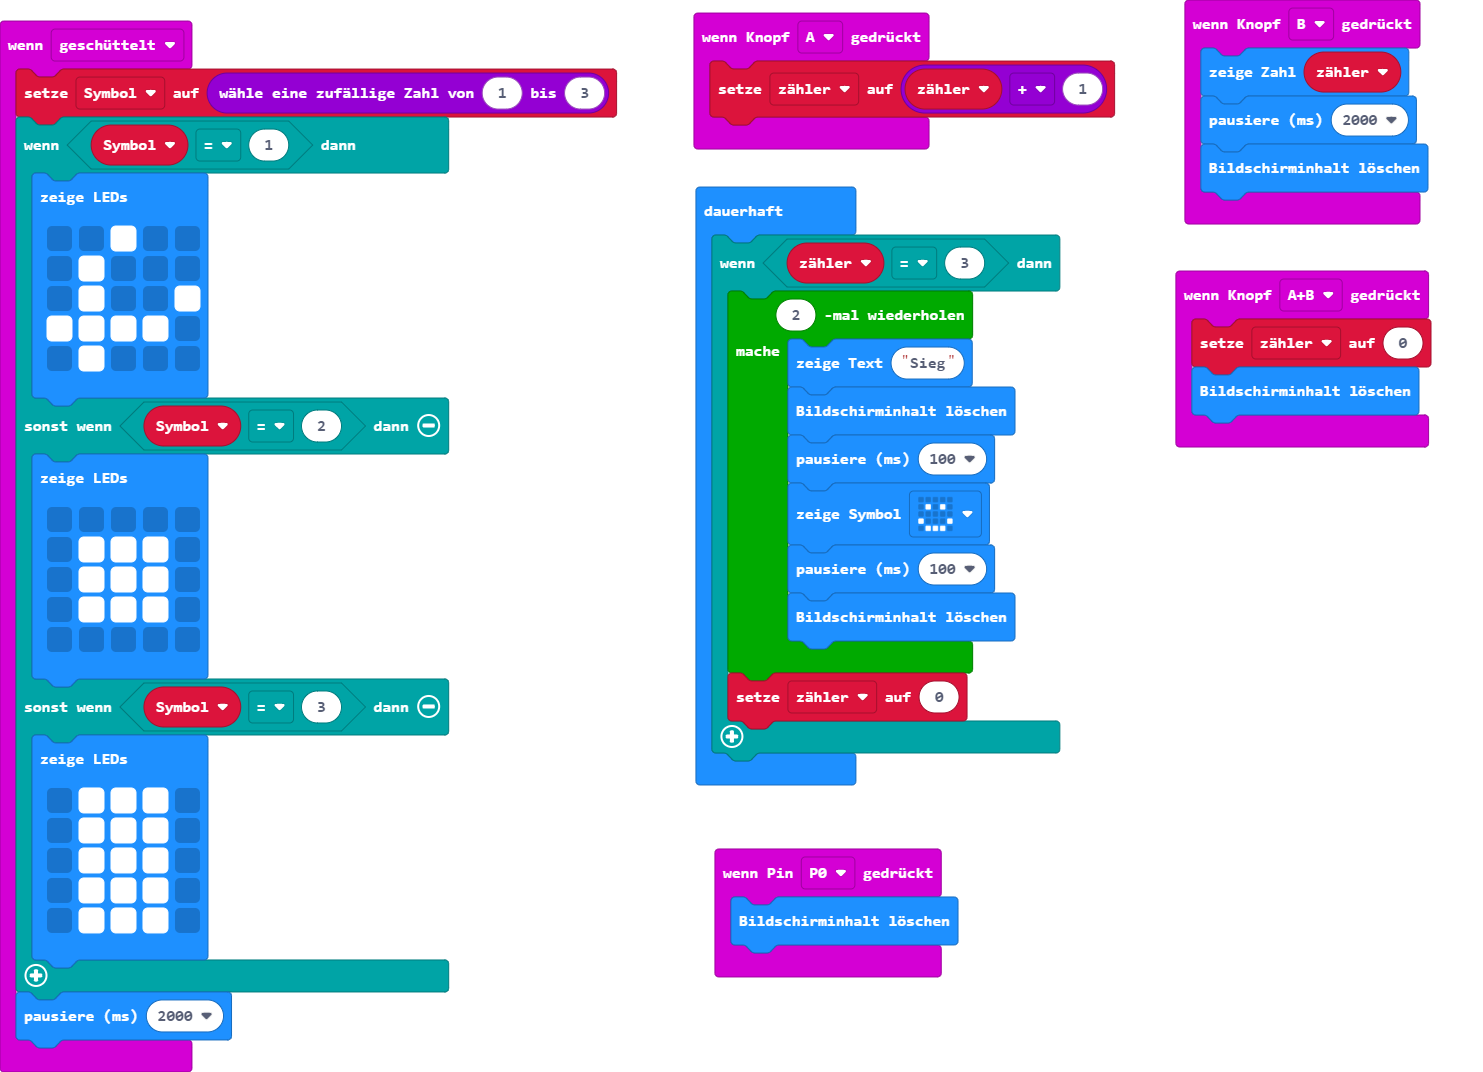 wenn geschüttelt
setze Symbol auf wähle eine zufällige Zahl von 1 bis 3
wenn Symbol = 1 dann
zeige LEDs
sonst wenn Symbol = 2 dann
zeige LEDs
sonst wenn Symbol = 3 dann
zeige LEDs
pausiere (ms) 2000
wenn Knopf A gedrückt
setze zähler auf zähler + 1
dauerhaft
wenn zähler = 3 dann
2 -mal wiederholen
mache
zeige Text "Sieg"
Bildschirminhalt löschen
pausiere (ms) 100
zeige Symbol
pausiere (ms) 100
Bildschirminhalt löschen
setze zähler auf 0
wenn Pin P0 gedrückt
Bildschirminhalt löschen
wenn Knopf B gedrückt
zeige Zahl zähler
pausiere (ms) 2000
Bildschirminhalt löschen
wenn Knopf A+B gedrückt
setze zähler auf 0
Bildschirminhalt löschen